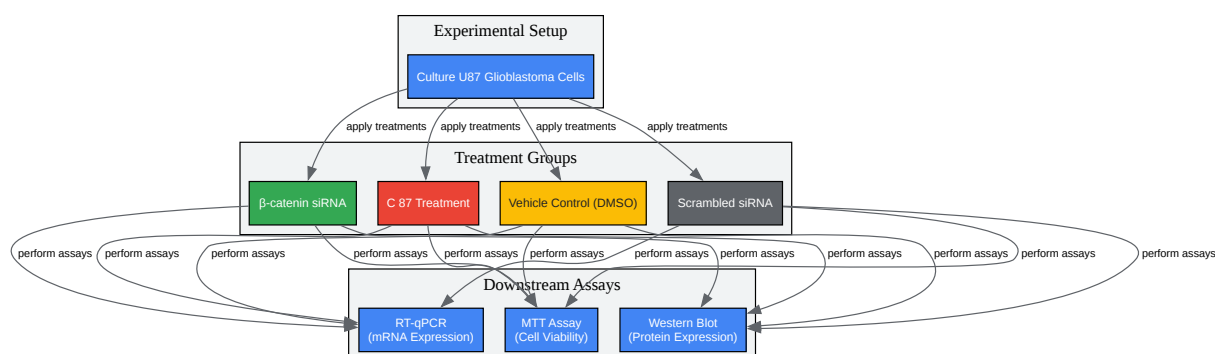 Experimental Setup
Culture U87 Glioblastoma Cells
apply treatments apply treatments apply treatments apply treatments
Treatment Groups
β-catenin siRNA C 87 Treatment Vehicle Control (DMSO) Scrambled siRNA
perform assays perform assays perform assays perform assays perform assays perform assays perform assays perform assays perform assays perform assays perform assays perform assays
Downstream Assays
RT-qPCR MTT Assay Western Blot
(mRNA Expression) (Cell Viability) (Protein Expression)